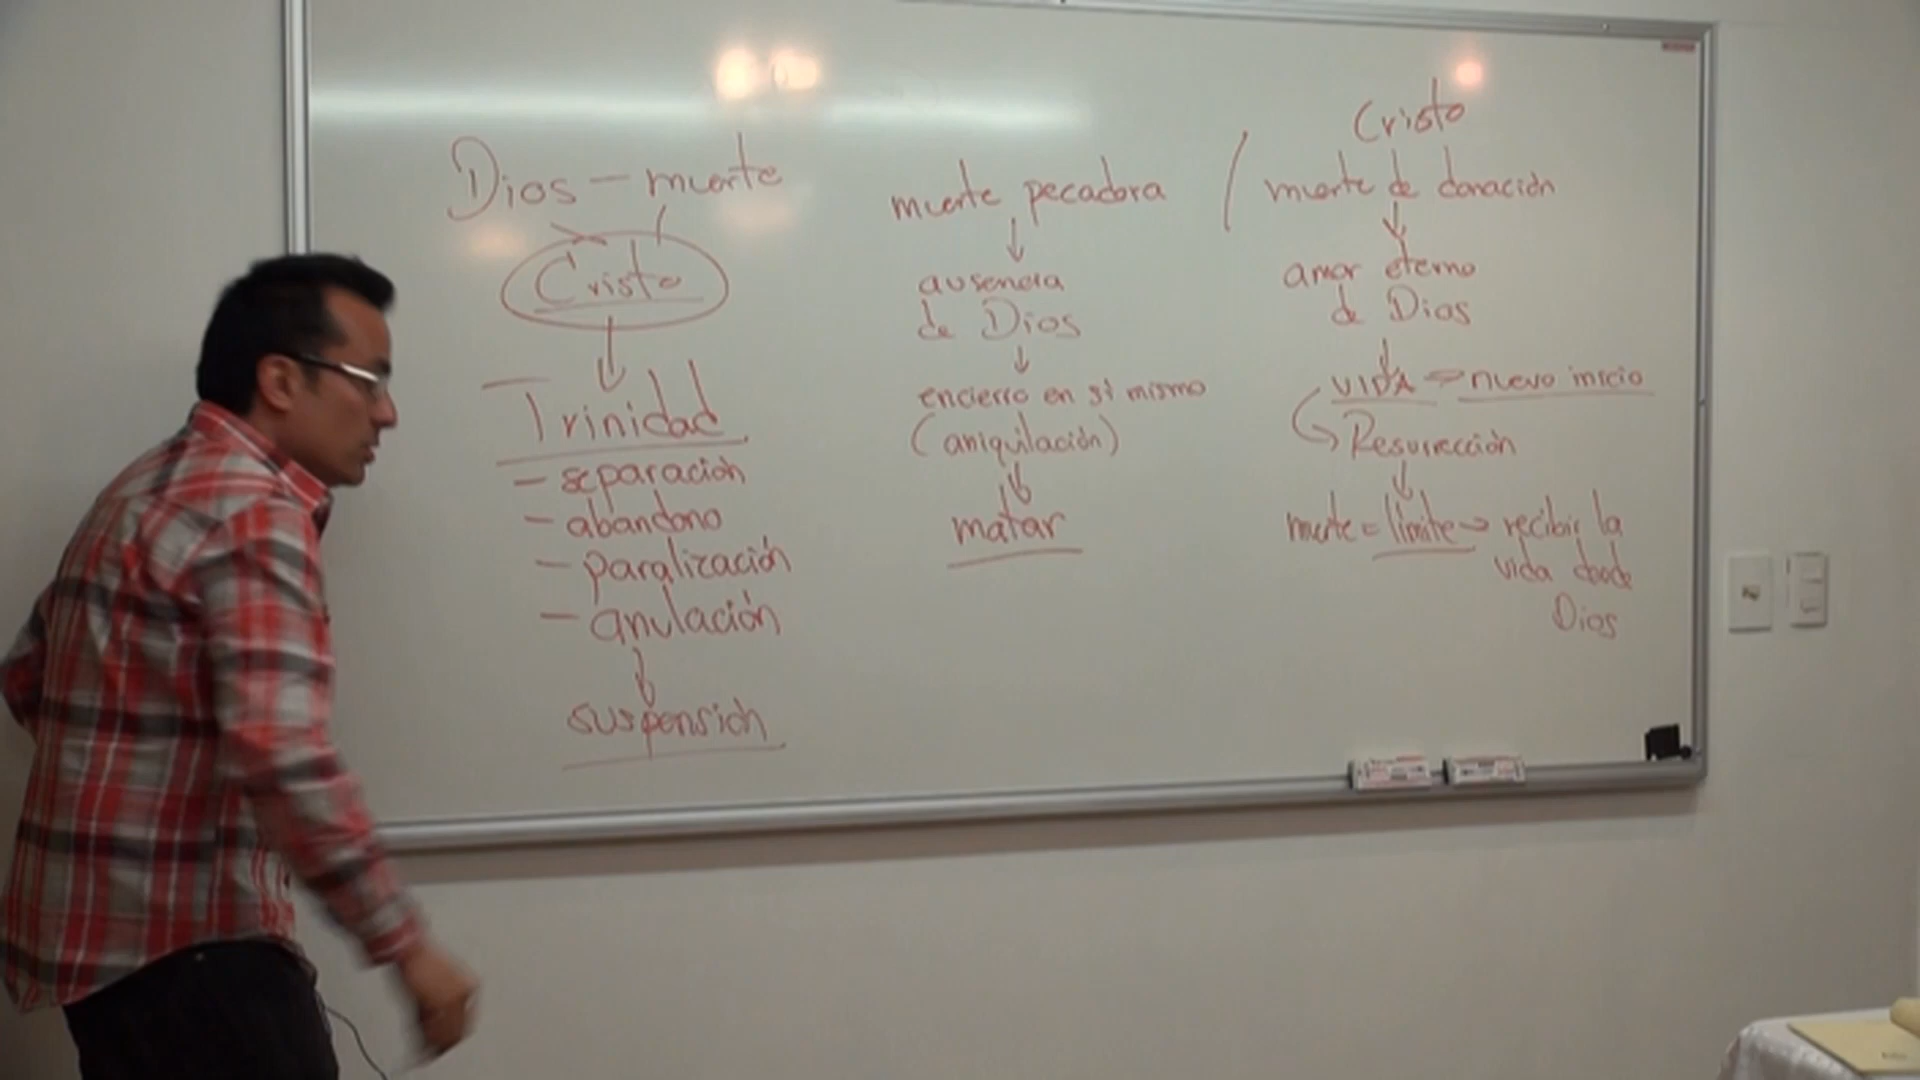 Dios - muerte
Cristo
Trinidad
- separación
- abandono
- paralización
- anulación
suspensión
muerte pecadora
ausencia
de Dios
encierro en sí mismo
(aniquilación)
matar
Cristo
muerte de donación
amor eterno
de Dios
VIDA → nuevo inicio
Resurrección
muerte = límite → recibir la
vida desde
Dios